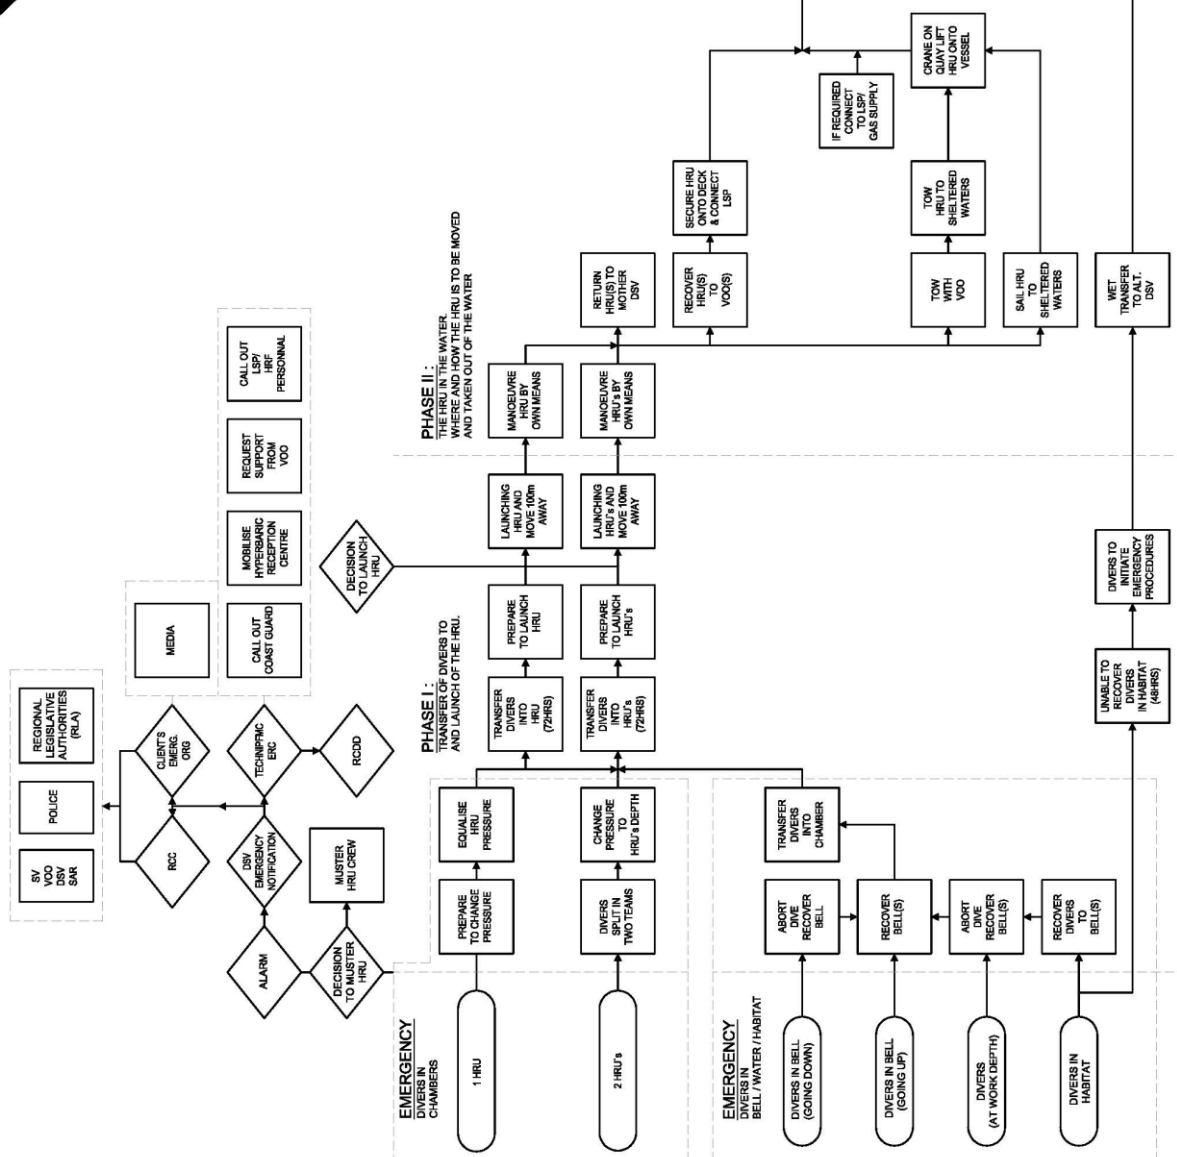 SV
VOO
DSV
SAR
POLICE
REGIONAL
LEGISLATIVE
AUTHORITIES
(RLA)
RCC
CLIENT'S
EMERG.
ORG
MEDIA
ALARM
DSV
EMERGENCY
NOTIFICATION
TECHNIPFMC
ERC
CALL OUT
COAST GUARD
MOBILISE
HYPERBARIC
RECEPTION
CENTRE
REQUEST
SUPPORT
FROM
VOO
CALL OUT
LSP/
HRF
PERSONNAL
DECISION
TO MUSTER
HRU
MUSTER
HRU CREW
RCDD
DECISION
TO LAUNCH
HRU
EMERGENCY
DIVERS IN
CHAMBERS
PHASE I :
TRANSFER OF DIVERS TO
AND LAUNCH OF THE HRU.
PHASE II :
THE HRU IN THE WATER.
WHERE AND HOW THE HRU IS TO BE MOVED
AND TAKEN OUT OF THE WATER
1 HRU
PREPARE
TO CHANGE
PRESSURE
EQUALISE
HRU
PRESSURE
TRANSFER
DIVERS
INTO
HRU
(72HRS)
PREPARE
TO LAUNCH
HRU
LAUNCHING
HRU AND
MOVE 100m
AWAY
MANOEUVRE
HRU BY
OWN MEANS
2 HRU's
DIVERS
SPLIT IN
TWO TEAMS
CHANGE
PRESSURE
TO
HRU's DEPTH
TRANSFER
DIVERS
INTO
HRU's
(72HRS)
PREPARE
TO LAUNCH
HRU's
LAUNCHING
HRU's AND
MOVE 100m
AWAY
MANOEUVRE
HRU's BY
OWN MEANS
RETURN
HRU(S) TO
MOTHER
DSV
RECOVER
HRU(S)
TO
VOO(S)
SECURE HRU
ONTO DECK
& CONNECT
LSP
IF REQUIRED
CONNECT
TO LSP/
GAS SUPPLY
EMERGENCY
DIVERS IN
BELL / WATER / HABITAT
DIVERS IN BELL
(GOING DOWN)
ABORT
DIVE
RECOVER
BELL
TRANSFER
DIVERS
INTO
CHAMBER
DIVERS IN BELL
(GOING UP)
RECOVER
BELL(S)
TOW
WITH
VOO
TOW
HRU TO
SHELTERED
WATERS
CRANE ON
QUAY LIFT
HRU ONTO
VESSEL
DIVERS
(AT WORK DEPTH)
ABORT
DIVE
RECOVER
BELL(S)
SAIL HRU
TO
SHELTERED
WATERS
DIVERS IN
HABITAT
RECOVER
DIVERS
TO
BELL(S)
UNABLE TO
RECOVER
DIVERS
IN HABITAT
(48HRS)
DIVERS TO
INITIATE
EMERGENCY
PROCEDURES
WET
TRANSFER
TO ALT.
DSV